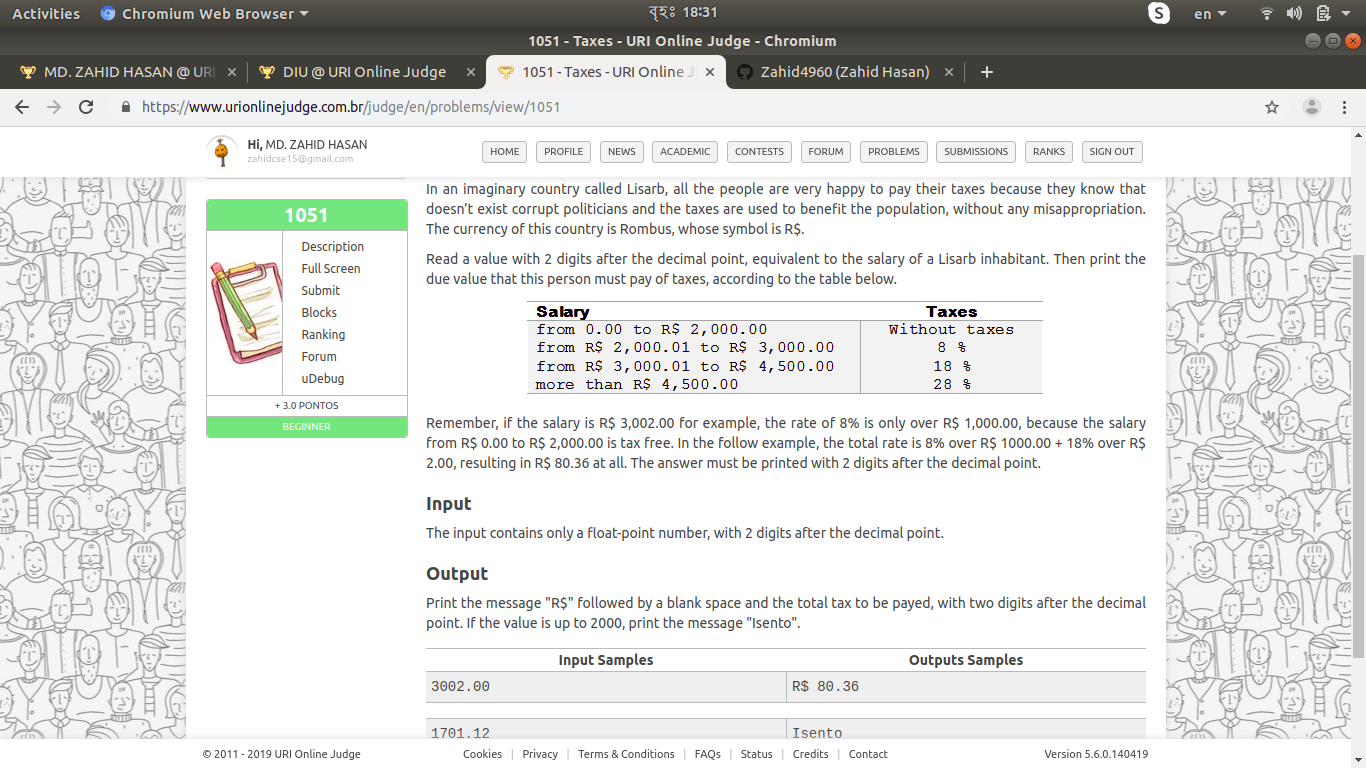 Activities Chromium Web Browser বৃহঃ 18:31 S en
1051 - Taxes - URI Online Judge - Chromium
MD. ZAHID HASAN @ URI DIU @ URI Online Judge 1051 - Taxes - URI Online J Zahid4960 (Zahid Hasan)
https://www.urionlinejudge.com.br/judge/en/problems/view/1051
Hi, MD. ZAHID HASAN
zahidcse15@gmail.com
HOME PROFILE NEWS ACADEMIC CONTESTS FORUM PROBLEMS SUBMISSIONS RANKS SIGN OUT
1051
Description
Full Screen
Submit
Blocks
Ranking
Forum
uDebug
+ 3.0 PONTOS
BEGINNER
In an imaginary country called Lisarb, all the people are very happy to pay their taxes because they know that
doesn't exist corrupt politicians and the taxes are used to benefit the population, without any misappropriation.
The currency of this country is Rombus, whose symbol is R$.
Read a value with 2 digits after the decimal point, equivalent to the salary of a Lisarb inhabitant. Then print the
due value that this person must pay of taxes, according to the table below.
Salary Taxes
from 0.00 to R$ 2,000.00 Without taxes
from R$ 2,000.01 to R$ 3,000.00 8 %
from R$ 3,000.01 to R$ 4,500.00 18 %
more than R$ 4,500.00 28 %
Remember, if the salary is R$ 3,002.00 for example, the rate of 8% is only over R$ 1,000.00, because the salary
from R$ 0.00 to R$ 2,000.00 is tax free. In the follow example, the total rate is 8% over R$ 1000.00 + 18% over R$
2.00, resulting in R$ 80.36 at all. The answer must be printed with 2 digits after the decimal point.
Input
The input contains only a float-point number, with 2 digits after the decimal point.
Output
Print the message "R$" followed by a blank space and the total tax to be payed, with two digits after the decimal
point. If the value is up to 2000, print the message "Isento".
Input Samples Outputs Samples
3002.00 R$ 80.36
1701.12 Isento
© 2011 - 2019 URI Online Judge Cookies | Privacy | Terms & Conditions | FAQs | Status | Credits | Contact Version 5.6.0.140419